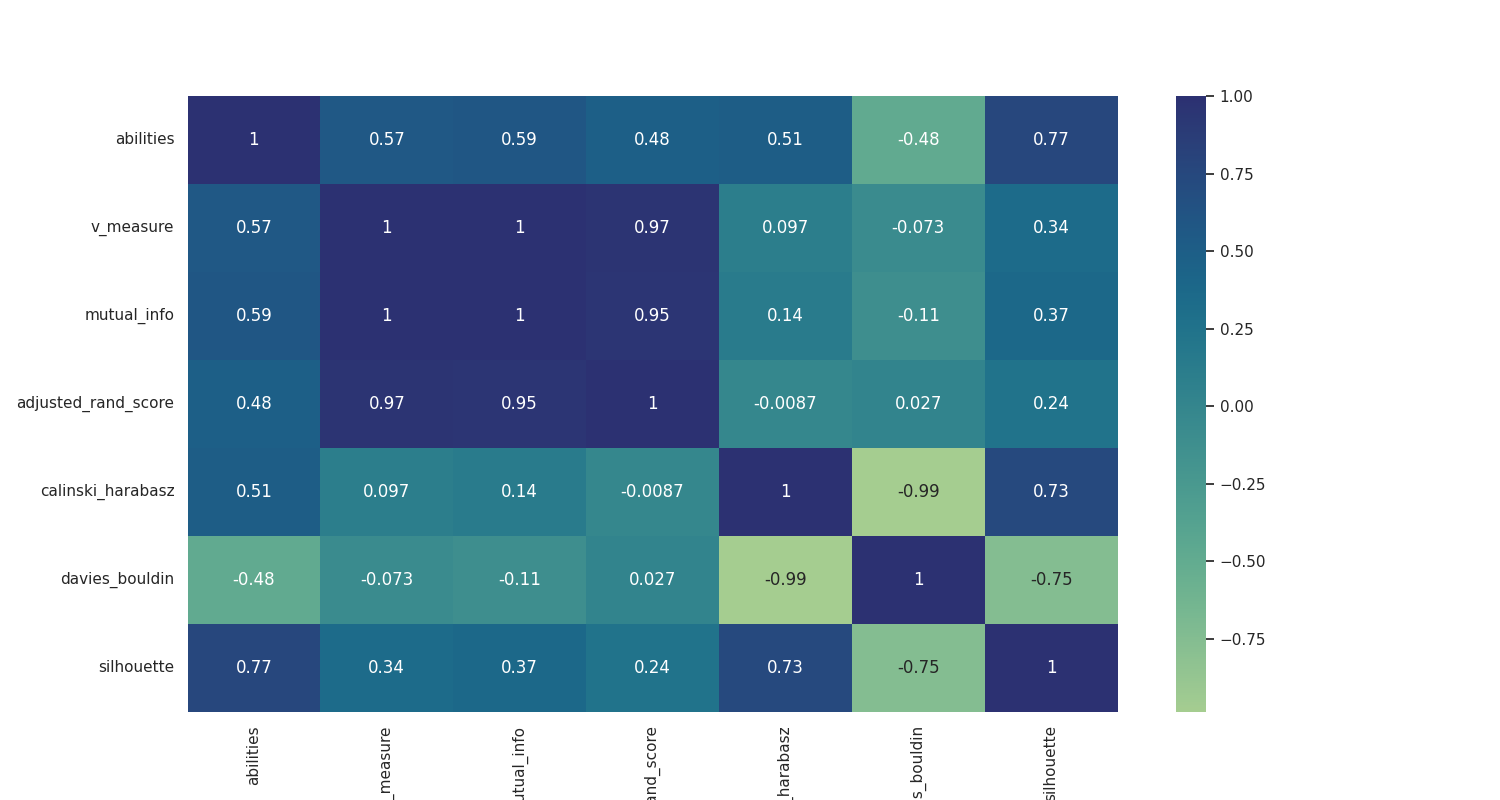 abilities 1 0.57 0.59 0.48 0.51 -0.48 0.77
v_measure 0.57 1 1 0.97 0.097 -0.073 0.34
mutual_info 0.59 1 1 0.95 0.14 -0.11 0.37
adjusted_rand_score 0.48 0.97 0.95 1 -0.0087 0.027 0.24
calinski_harabasz 0.51 0.097 0.14 -0.0087 1 -0.99 0.73
davies_bouldin -0.48 -0.073 -0.11 0.027 -0.99 1 -0.75
silhouette 0.77 0.34 0.37 0.24 0.73 -0.75 1
abilities
_measure
utual_info
and_score
_harabasz
s_bouldin
silhouette
1.00
0.75
0.50
0.25
0.00
−0.25
−0.50
−0.75